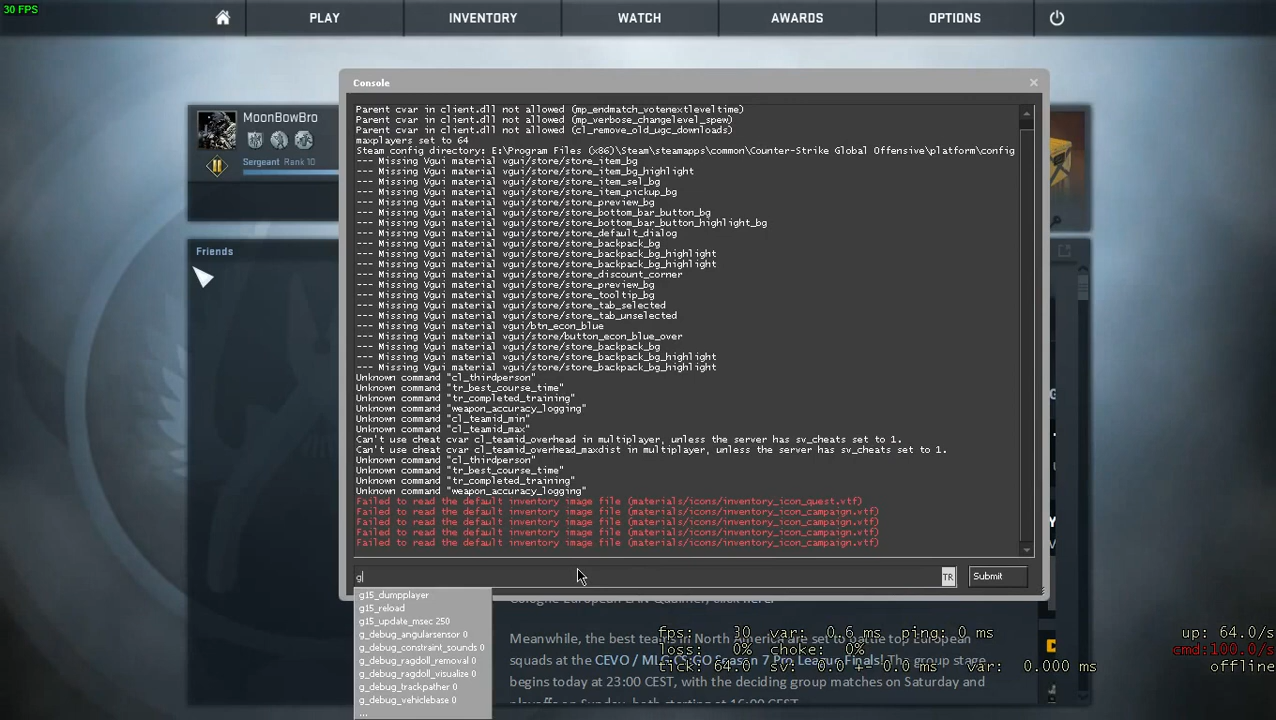 30 FPS
PLAY
INVENTORY
WATCH
AWARDS
OPTIONS
MoonBowBro
Sergeant Rank 10
Friends
Console
Parent cvar in client.dll not allowed (mp_endmatch_votenextleveltime)
Parent cvar in client.dll not allowed (mp_verbose_changelevel_spew)
Parent cvar in client.dll not allowed (cl_remove_old_ugc_downloads)
maxplayers set to 64
Steam config directory: E:\Program Files (x86)\Steam\steamapps\common\Counter-Strike Global Offensive\platform\config
--- Missing Vgui material vgui/store/store_item_bg
--- Missing Vgui material vgui/store/store_item_bg_highlight
--- Missing Vgui material vgui/store/store_item_sel_bg
--- Missing Vgui material vgui/store/store_item_pickup_bg
--- Missing Vgui material vgui/store/store_preview_bg
--- Missing Vgui material vgui/store/store_bottom_bar_button_bg
--- Missing Vgui material vgui/store/store_bottom_bar_button_highlight_bg
--- Missing Vgui material vgui/store/store_default_dialog
--- Missing Vgui material vgui/store/store_backpack_bg
--- Missing Vgui material vgui/store/store_backpack_bg_highlight
--- Missing Vgui material vgui/store/store_backpack_bg_highlight
--- Missing Vgui material vgui/store/store_discount_corner
--- Missing Vgui material vgui/store/store_preview_bg
--- Missing Vgui material vgui/store/store_tooltip_bg
--- Missing Vgui material vgui/store/store_tab_selected
--- Missing Vgui material vgui/store/store_tab_unselected
--- Missing Vgui material vgui/btn_econ_blue
--- Missing Vgui material vgui/store/button_econ_blue_over
--- Missing Vgui material vgui/store/store_backpack_bg
--- Missing Vgui material vgui/store/store_backpack_bg_highlight
--- Missing Vgui material vgui/store/store_backpack_bg_highlight
Unknown command "cl_thirdperson"
Unknown command "tr_best_course_time"
Unknown command "tr_completed_training"
Unknown command "weapon_accuracy_logging"
Unknown command "cl_teamid_min"
Unknown command "cl_teamid_max"
Can't use cheat cvar cl_teamid_overhead in multiplayer, unless the server has sv_cheats set to 1.
Can't use cheat cvar cl_teamid_overhead_maxdist in multiplayer, unless the server has sv_cheats set to 1.
Unknown command "cl_thirdperson"
Unknown command "tr_best_course_time"
Unknown command "tr_completed_training"
Unknown command "weapon_accuracy_logging"
Failed to read the default inventory image file (materials/icons/inventory_icon_quest.vtf)
Failed to read the default inventory image file (materials/icons/inventory_icon_campaign.vtf)
Failed to read the default inventory image file (materials/icons/inventory_icon_campaign.vtf)
Failed to read the default inventory image file (materials/icons/inventory_icon_campaign.vtf)
Failed to read the default inventory image file (materials/icons/inventory_icon_campaign.vtf)
g
TR
Submit
g15_dumpplayer
g15_reload
g15_update_msec 250
g_debug_angularsensor 0
g_debug_constraint_sounds 0
g_debug_ragdoll_removal 0
g_debug_ragdoll_visualize 0
g_debug_trackpather 0
g_debug_vehiclebase 0
...
Cologne European LAN Qualifier, click here.
Meanwhile, the best teams in North America are set to battle top European
squads at the CEVO / MLG CS:GO Season 7 Pro League Finals! The group stage
begins today at 23:00 CEST, with the deciding group matches on Saturday and
playoffs on Sunday, both starting at 16:00 CEST.
fps: 30 var: 0.6 ms ping: 0 ms
loss: 0% choke: 0%
tick: 64.0 sv: 0.0 +- 0.0 ms var: 0.000 ms
up: 64.0/s
cmd:100.0/s
offline